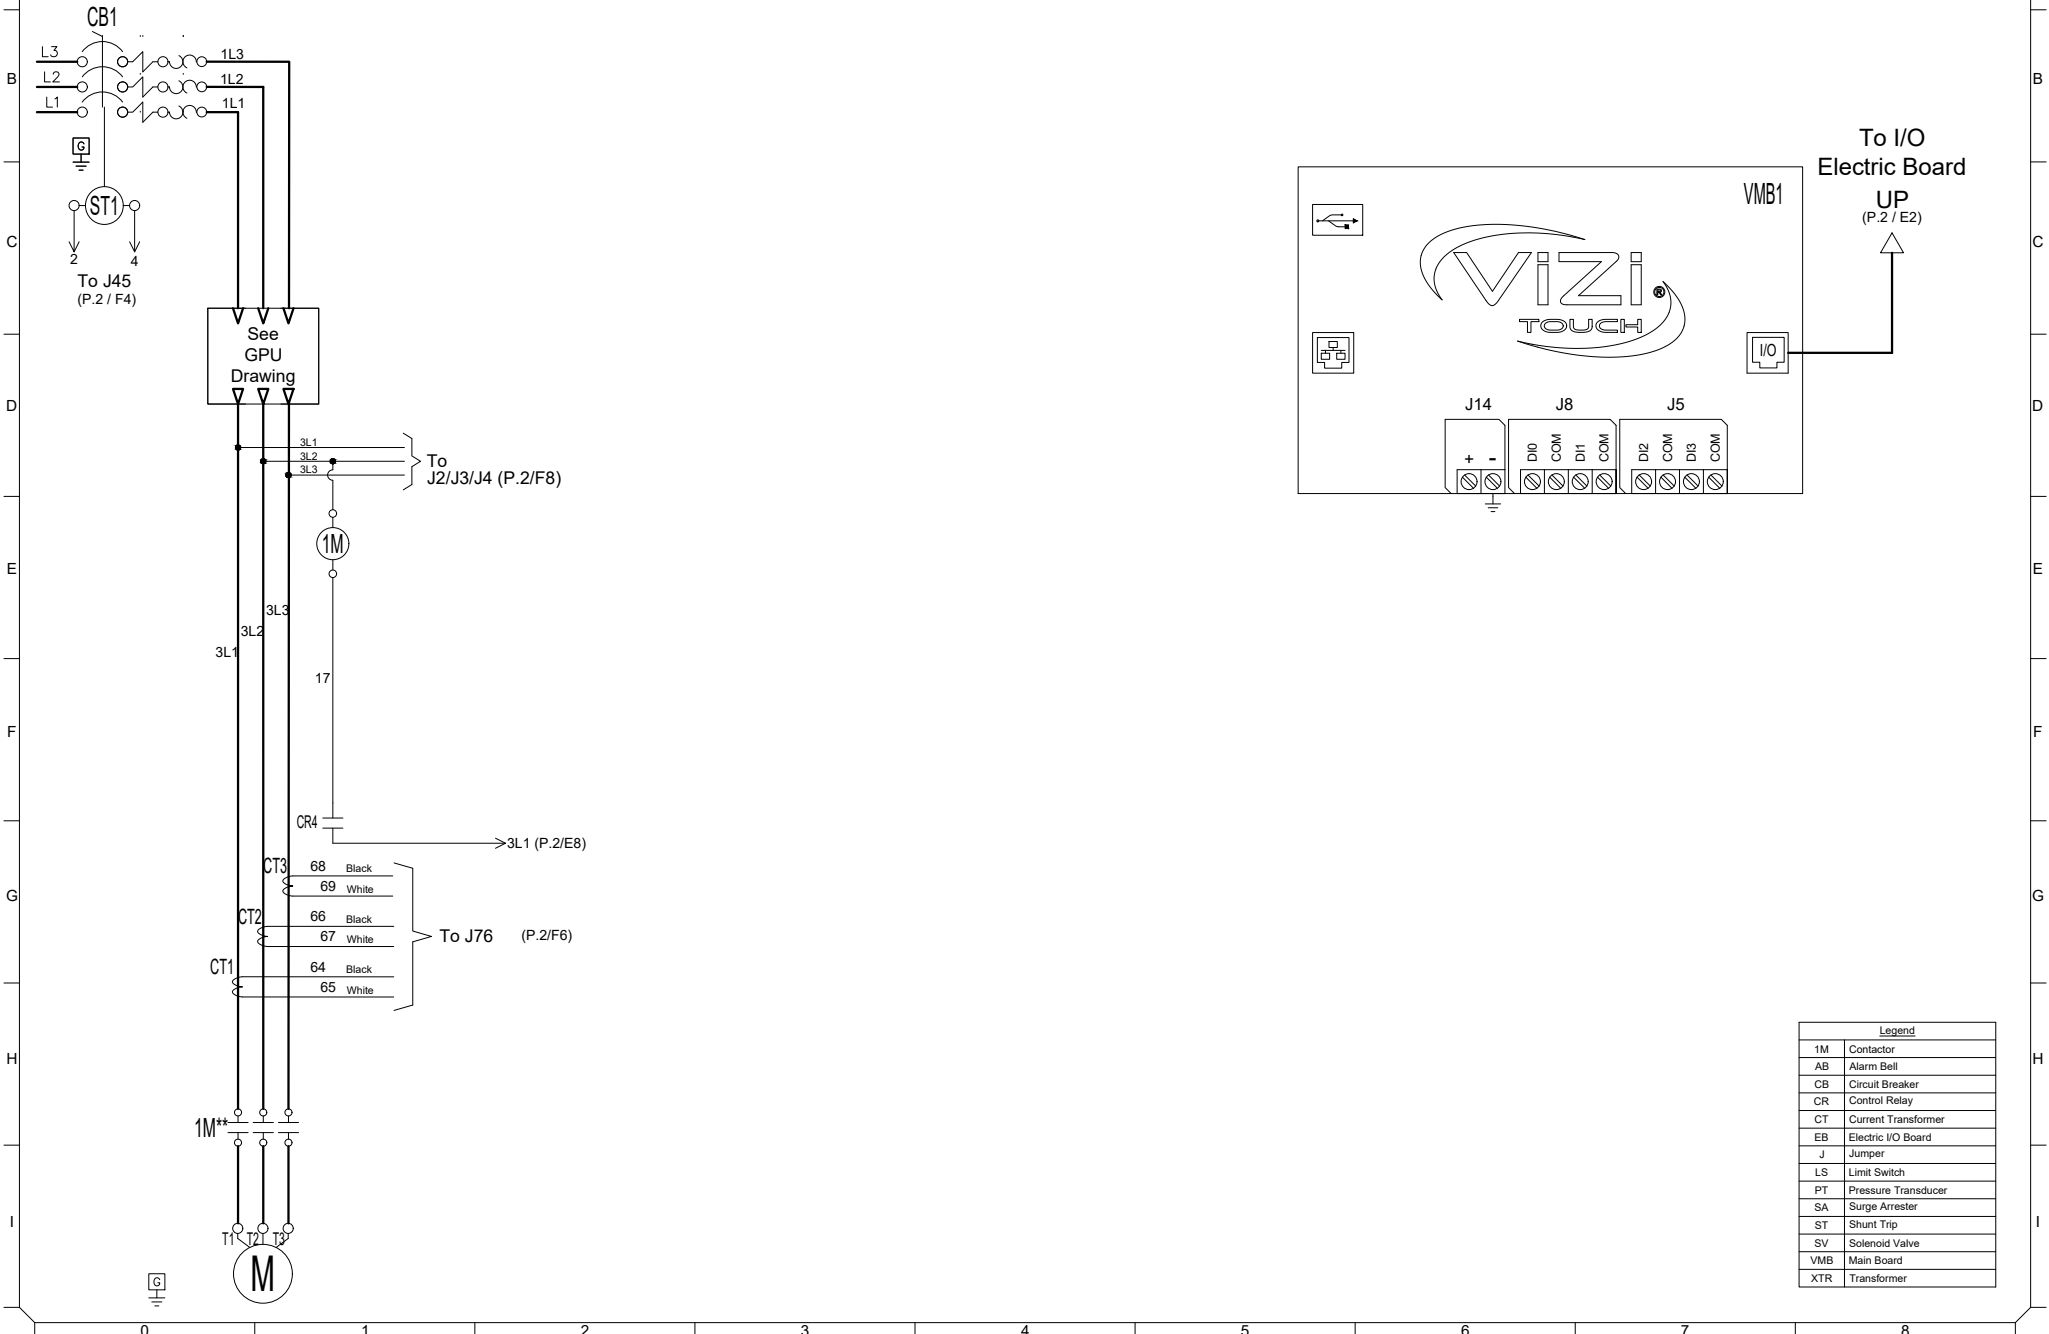 CB1
L3
1L3
L2
1L2
L1
1L1
B
B
G
ST1
2
4
To J45
(P.2 / F4)
C
C
To I/O
Electric Board
UP
(P.2 / E2)
VMB1
ViZi
®
TOUCH
I/O
See
GPU
Drawing
D
D
J14
J8
J5
+
-
DI0
COM
DI1
COM
DI2
COM
DI3
COM
3L1
3L2
3L3
To
J2/J3/J4 (P.2/F8)
1M
E
E
3L3
3L2
3L1
17
F
F
CR4
3L1 (P.2/E8)
CT3
68
Black
69
White
G
G
CT2
66
Black
67
White
To J76
(P.2/F6)
CT1
64
Black
65
White
H
H
1M**
I
I
T1
T2
T3
M
G
Legend
1M Contactor
AB Alarm Bell
CB Circuit Breaker
CR Control Relay
CT Current Transformer
EB Electric I/O Board
J Jumper
LS Limit Switch
PT Pressure Transducer
SA Surge Arrester
ST Shunt Trip
SV Solenoid Valve
VMB Main Board
XTR Transformer
0
1
2
3
4
5
6
7
8